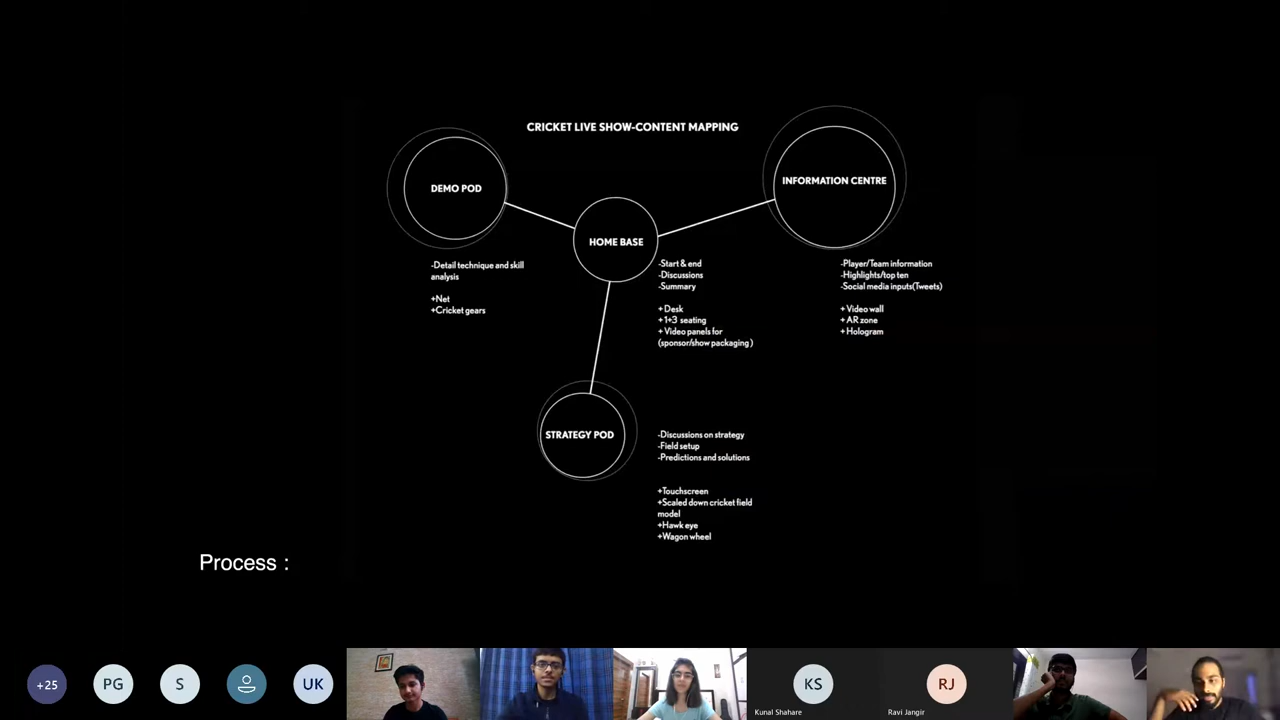 CRICKET LIVE SHOW-CONTENT MAPPING
DEMO POD
-Detail technique and skill
analysis
+Net
+Cricket gears
HOME BASE
-Start & end
-Discussions
-Summary
+ Desk
+ 1+3 seating
+ Video panels for
(sponsor/show packaging )
INFORMATION CENTRE
-Player/Team information
-Highlights/top ten
-Social media inputs(Tweets)
+ Video wall
+ AR zone
+ Hologram
STRATEGY POD
-Discussions on strategy
-Field setup
-Predictions and solutions
+Touchscreen
+Scaled down cricket field
model
+Hawk eye
+Wagon wheel
Process :
+25
PG
S
UK
KS
Kunal Shahare
RJ
Ravi Jangir